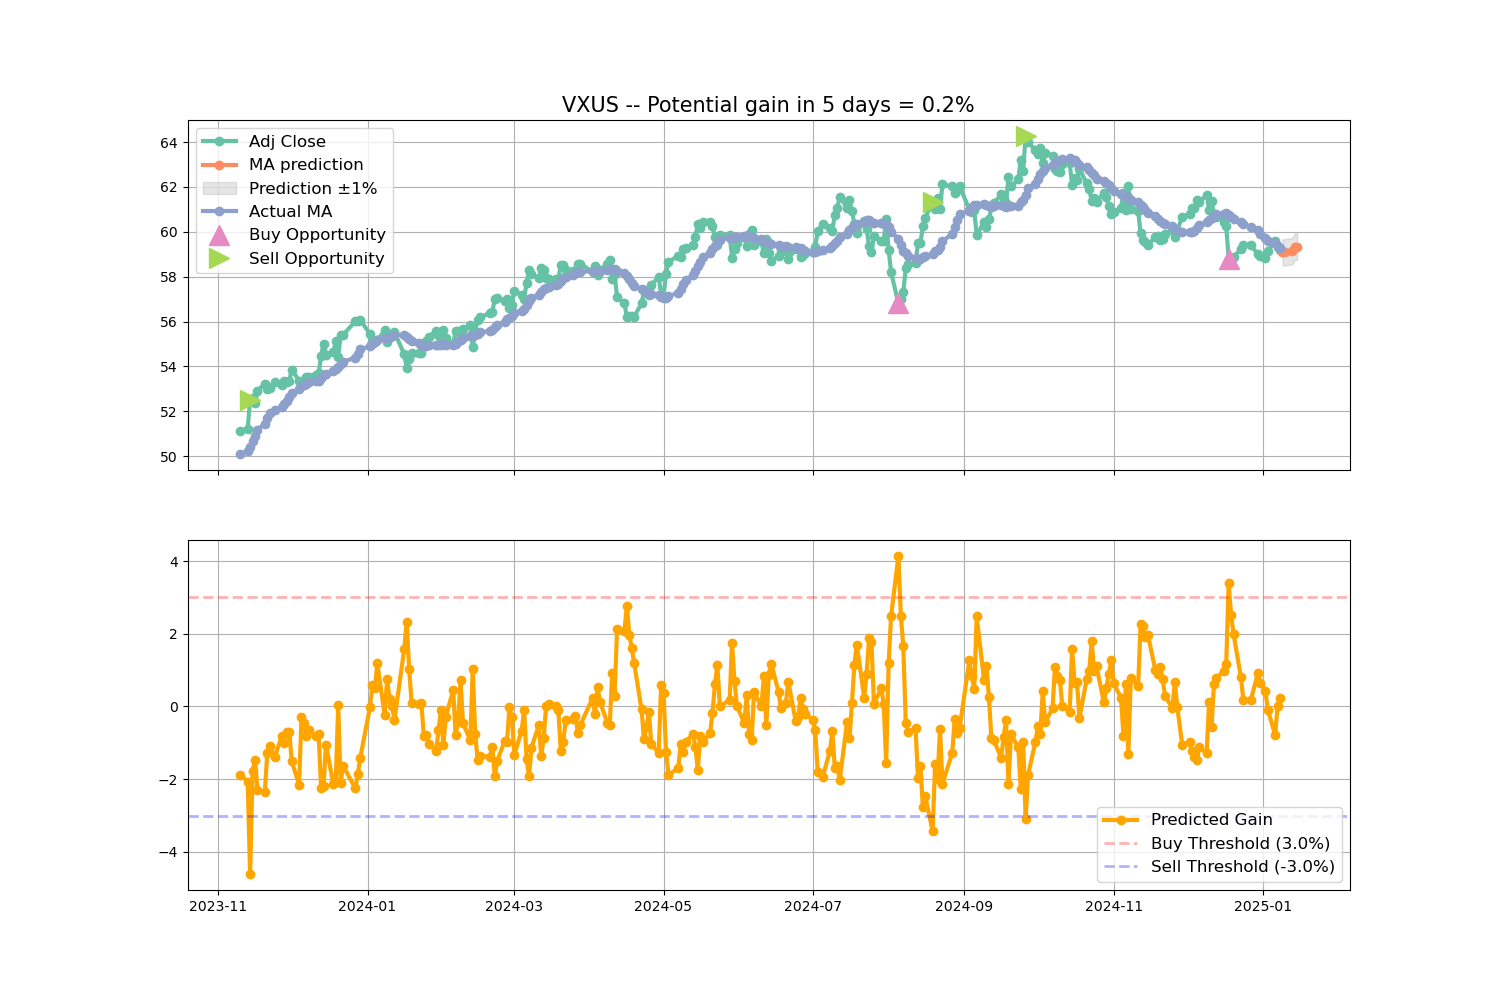 VXUS -- Potential gain in 5 days = 0.2%
64
62
60
58
56
54
52
50
Adj Close
MA prediction
Prediction ±1%
Actual MA
Buy Opportunity
Sell Opportunity
4
2
0
−2
−4
Predicted Gain
Buy Threshold (3.0%)
Sell Threshold (-3.0%)
2023-11 2024-01 2024-03 2024-05 2024-07 2024-09 2024-11 2025-01